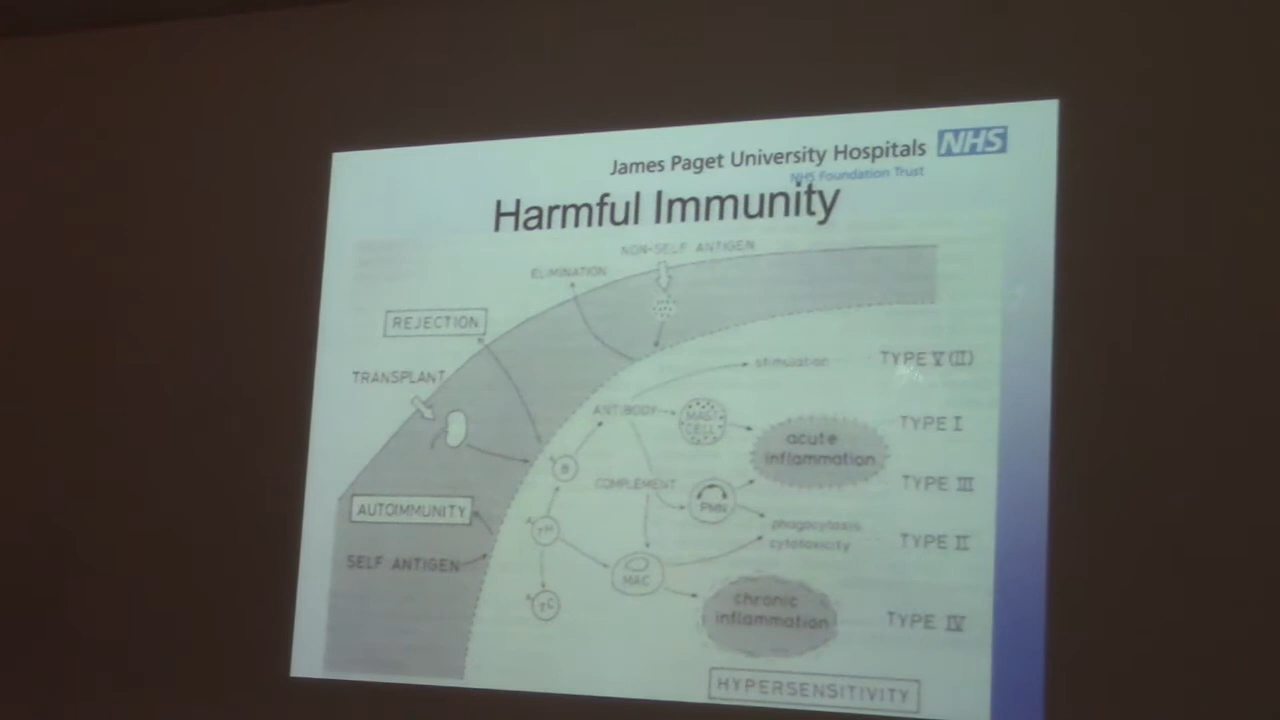 James Paget University Hospitals NHS
NHS Foundation Trust
Harmful Immunity
NON-SELF ANTIGEN
ELIMINATION
REJECTION
TRANSPLANT
stimulation
TYPE V (II)
ANTIBODY
MAST
CELL
TYPE I
acute
inflammation
B
COMPLEMENT
PMN
TYPE III
AUTOIMMUNITY
TH
phagocytosis
cytotoxicity
TYPE II
SELF ANTIGEN
MAC
TC
chronic
inflammation
TYPE IV
HYPERSENSITIVITY